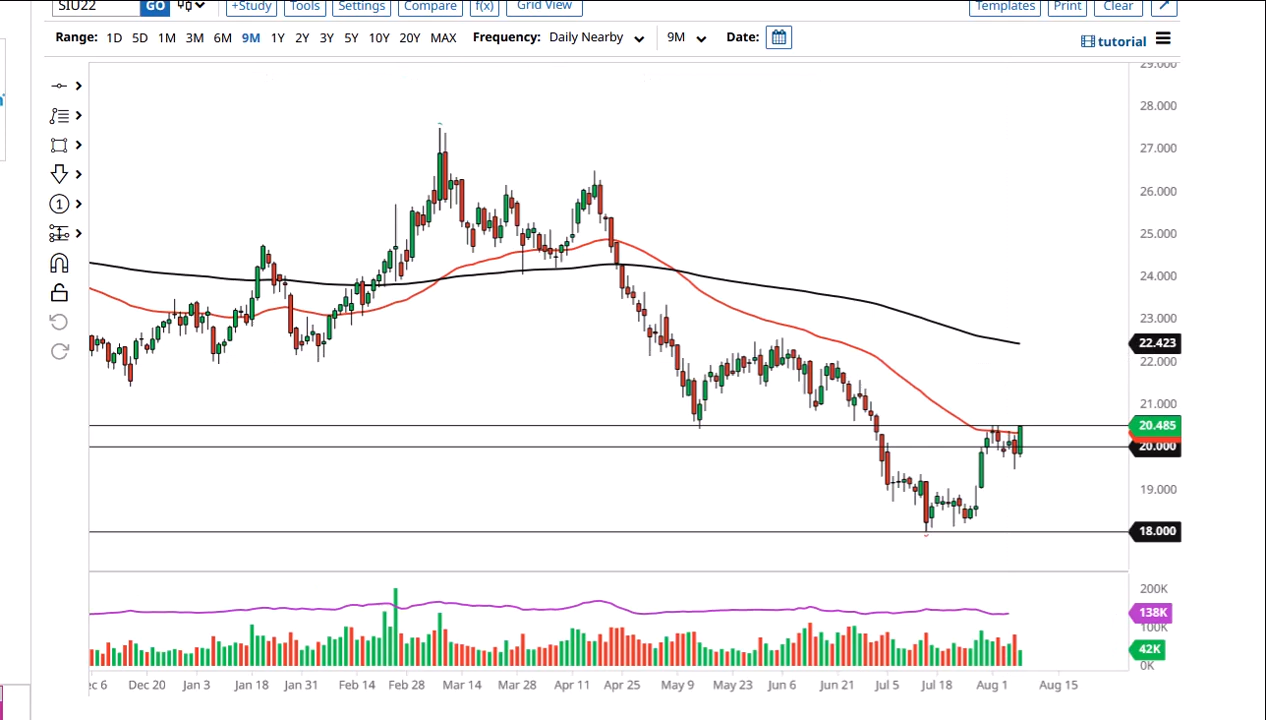 SIU22 GO +Study Tools Settings Compare f(x) Grid View Templates Print Clear
Range: 1D 5D 1M 3M 6M 9M 1Y 2Y 3Y 5Y 10Y 20Y MAX Frequency: Daily Nearby 9M Date: tutorial
29.000
28.000
27.000
26.000
25.000
24.000
23.000
22.423
22.000
21.000
20.485
20.000
19.000
18.000
1
200K
138K
100K
42K
0K
ec 6 Dec 20 Jan 3 Jan 18 Jan 31 Feb 14 Feb 28 Mar 14 Mar 28 Apr 11 Apr 25 May 9 May 23 Jun 6 Jun 21 Jul 5 Jul 18 Aug 1 Aug 15